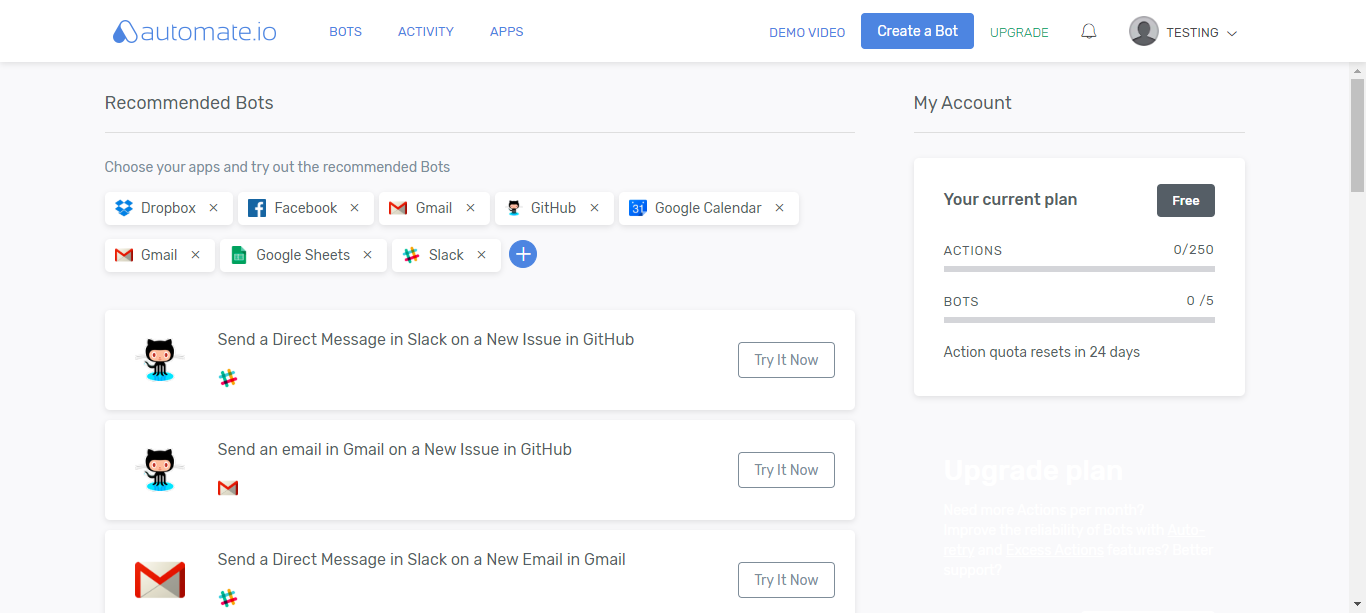 automate.io BOTS ACTIVITY APPS DEMO VIDEO Create a Bot UPGRADE TESTING
Recommended Bots
Choose your apps and try out the recommended Bots
Dropbox × Facebook × Gmail × GitHub × 31 Google Calendar ×
Gmail × Google Sheets × Slack × +
Send a Direct Message in Slack on a New Issue in GitHub
Try It Now
Send an email in Gmail on a New Issue in GitHub
Try It Now
Send a Direct Message in Slack on a New Email in Gmail
Try It Now
My Account
Your current plan Free
ACTIONS 0/250
BOTS 0 /5
Action quota resets in 24 days
Upgrade plan
Need more Actions per month?
Improve the reliability of Bots with Auto-
retry and Excess Actions features? Better
support?